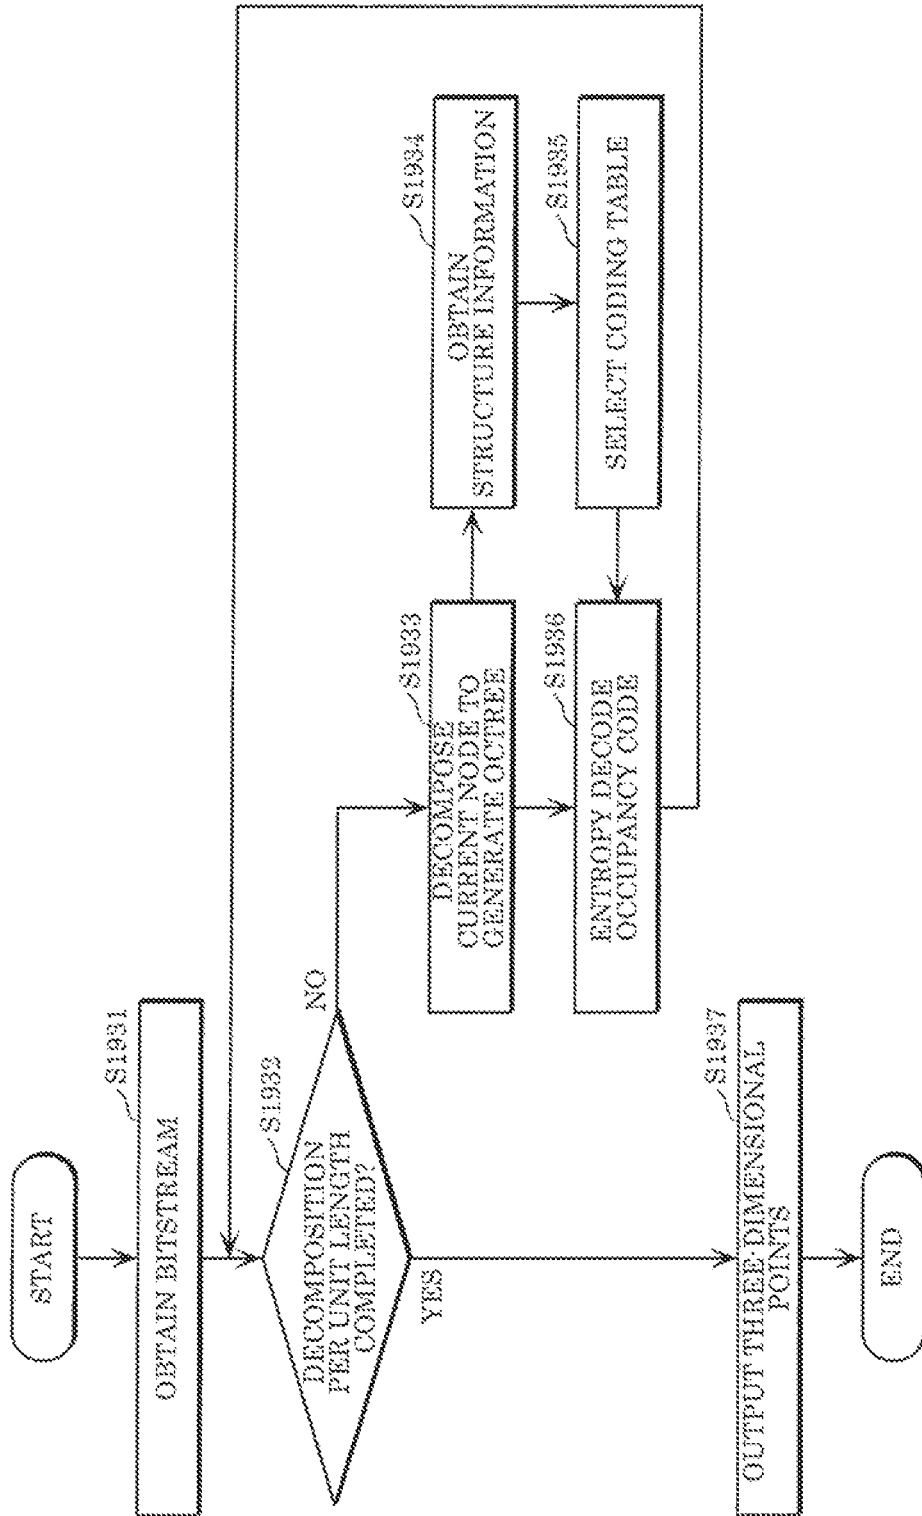 START
S1931
OBTAIN BITSTREAM
S1932
DECOMPOSITION
PER UNIT LENGTH
COMPLETED?
NO
YES
S1933
DECOMPOSE
CURRENT NODE TO
GENERATE OCTREE
S1934
OBTAIN
STRUCTURE INFORMATION
S1935
SELECT CODING TABLE
S1936
ENTROPY DECODE
OCCUPANCY CODE
S1937
OUTPUT THREE-DIMENSIONAL
POINTS
END